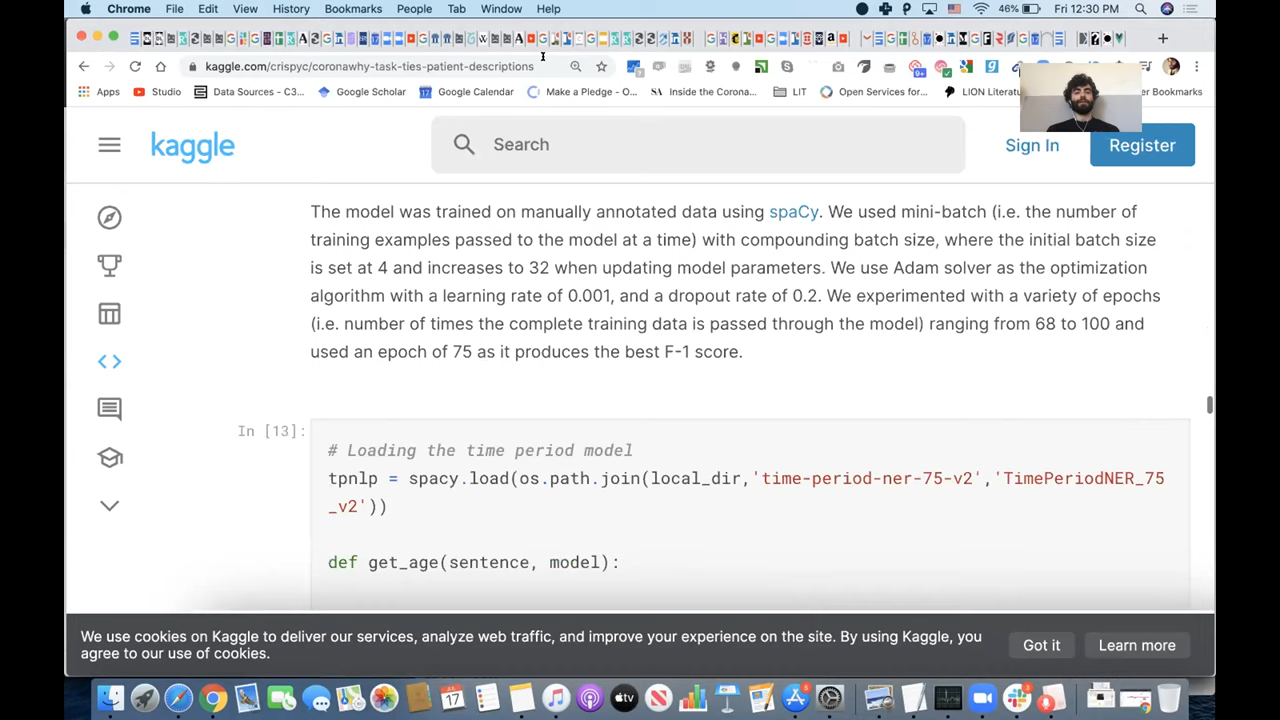 Chrome File Edit View History Bookmarks People Tab Window Help 46% Fri 12:30 PM
kaggle.com/crispyc/coronawhy-task-ties-patient-descriptions
Apps Studio Data Sources - C3... Google Scholar Google Calendar Make a Pledge - O... Inside the Corona... LIT Open Services for... LION Literatu Bookmarks
kaggle Search Sign In Register
The model was trained on manually annotated data using spaCy. We used mini-batch (i.e. the number of
training examples passed to the model at a time) with compounding batch size, where the initial batch size
is set at 4 and increases to 32 when updating model parameters. We use Adam solver as the optimization
algorithm with a learning rate of 0.001, and a dropout rate of 0.2. We experimented with a variety of epochs
(i.e. number of times the complete training data is passed through the model) ranging from 68 to 100 and
used an epoch of 75 as it produces the best F-1 score.
In [13]:
# Loading the time period model
tpnlp = spacy.load(os.path.join(local_dir,'time-period-ner-75-v2','TimePeriodNER_75
_v2'))
def get_age(sentence, model):
We use cookies on Kaggle to deliver our services, analyze web traffic, and improve your experience on the site. By using Kaggle, you
agree to our use of cookies.
Got it Learn more